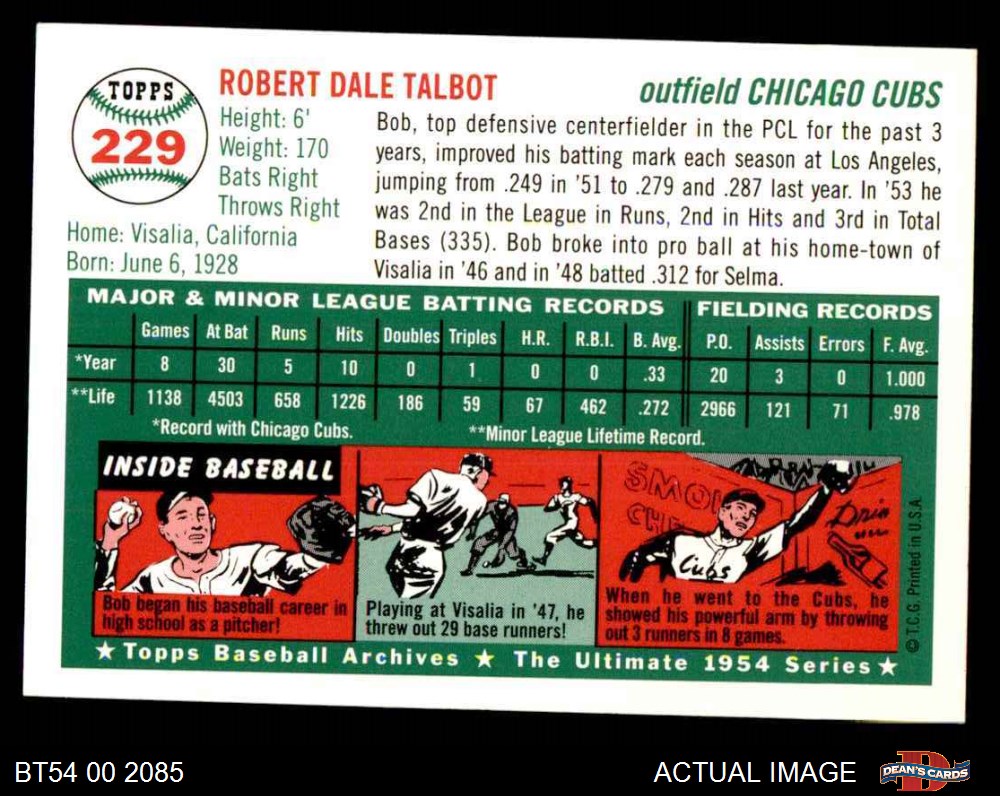 TOPPS
229
ROBERT DALE TALBOT
outfield CHICAGO CUBS
Height: 6'
Weight: 170
Bats Right
Throws Right
Home: Visalia, California
Born: June 6, 1928
Bob, top defensive centerfielder in the PCL for the past 3
years, improved his batting mark each season at Los Angeles,
jumping from .249 in '51 to .279 and .287 last year. In '53 he
was 2nd in the League in Runs, 2nd in Hits and 3rd in Total
Bases (335). Bob broke into pro ball at his home-town of
Visalia in '46 and in '48 batted .312 for Selma.
MAJOR & MINOR LEAGUE BATTING RECORDS FIELDING RECORDS
Games At Bat Runs Hits Doubles Triples H.R. R.B.I. B. Avg. P.O. Assists Errors F. Avg.
*Year 8 30 5 10 0 1 0 0 .33 20 3 0 1.000
**Life 1138 4503 658 1226 186 59 67 462 .272 2966 121 71 .978
*Record with Chicago Cubs. **Minor League Lifetime Record.
INSIDE BASEBALL
Bob began his baseball career in
high school as a pitcher!
Playing at Visalia in '47, he
threw out 29 base runners!
SMO
CHE
Cubs
When he went to the Cubs, he
showed his powerful arm by throwing
out 3 runners in 8 games.
© T.C.G. Printed in U.S.A.
★ Topps Baseball Archives ★ The Ultimate 1954 Series ★
BT54 00 2085
ACTUAL IMAGE
D
DEAN'S CARDS